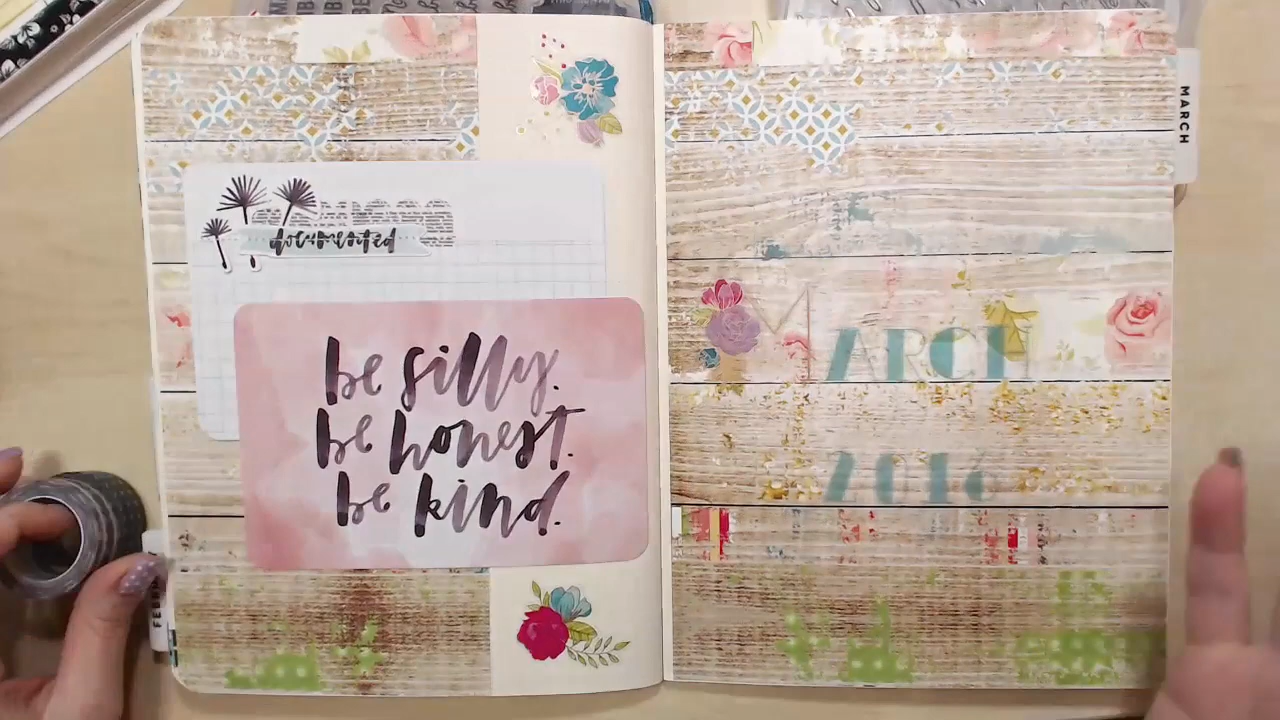 documented
be silly.
be honest.
be kind.
MARCH
2016
MARCH